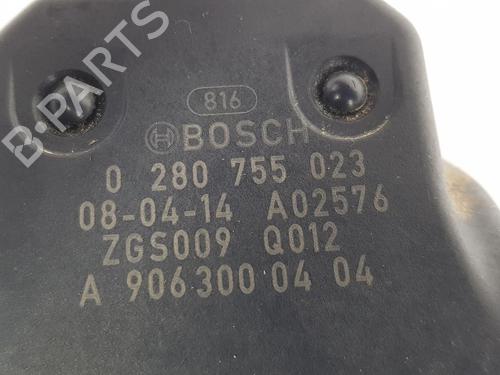 816
BOSCH
0 280 755 023
08-04-14 A02576
ZGS009 Q012
A 906 300 04 04
B-PARTS